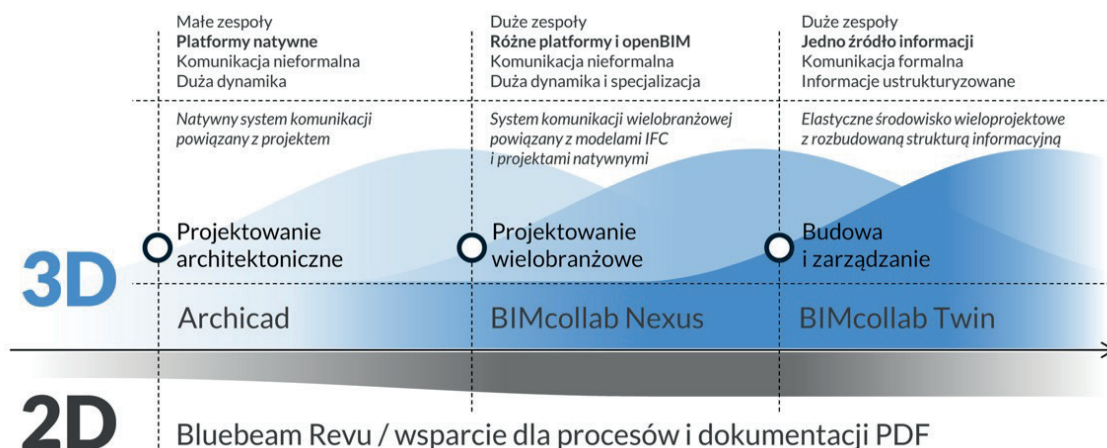 Małe zespoły
Platformy natywne
Komunikacja nieformalna
Duża dynamika
Duże zespoły
Różne platformy i openBIM
Komunikacja nieformalna
Duża dynamika i specjalizacja
Duże zespoły
Jedno źródło informacji
Komunikacja formalna
Informacje ustrukturyzowane
Natywny system komunikacji
powiązany z projektem
System komunikacji wielobranżowej
powiązany z modelami IFC
i projektami natywnymi
Elastyczne środowisko wieloprojektowe
z rozbudowaną strukturą informacyjną
3D
Projektowanie
architektoniczne
Projektowanie
wielobranżowe
Budowa
i zarządzanie
Archicad
BIMcollab Nexus
BIMcollab Twin
2D
Bluebeam Revu / wsparcie dla procesów i dokumentacji PDF